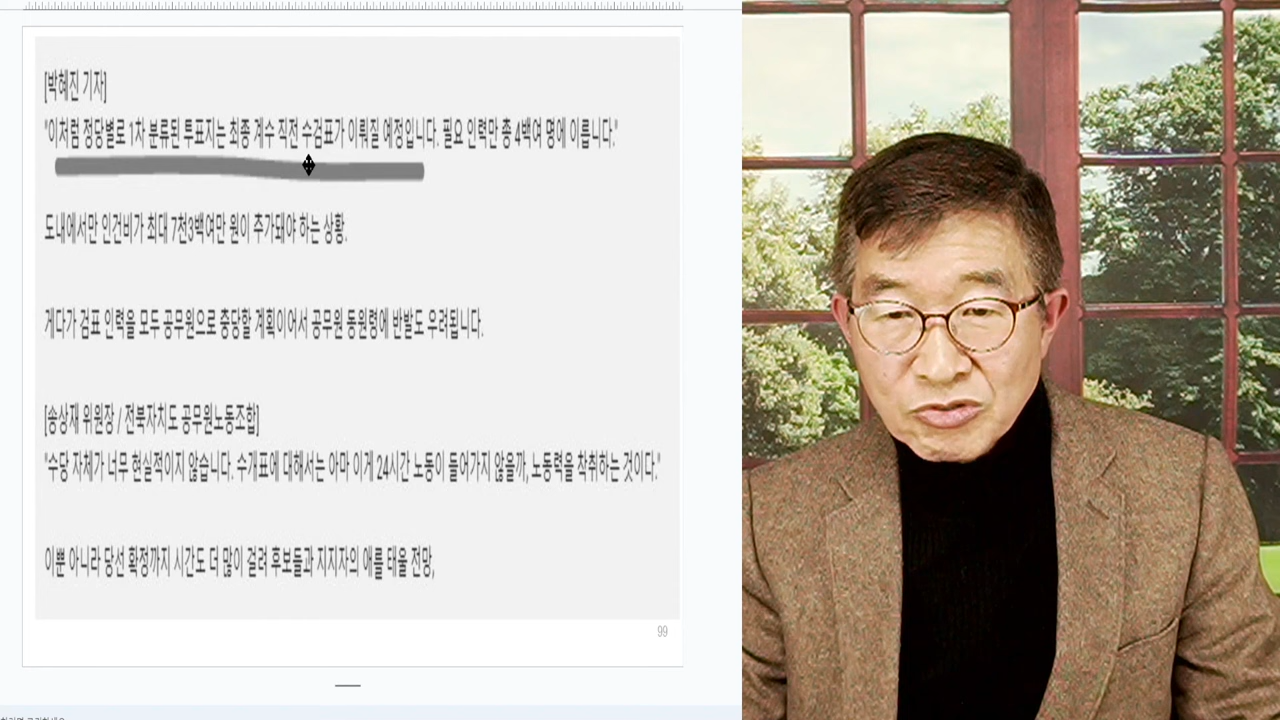 [박혜진 기자]
"이처럼 정당별로 1차 분류된 투표지는 최종 계수 직전 수검표가 이뤄질 예정입니다. 필요 인력만 총 4백여 명에 이릅니다."
도내에서만 인건비가 최대 7천3백여만 원이 추가돼야 하는 상황.
게다가 검표 인력을 모두 공무원으로 충당할 계획이어서 공무원 동원령에 반발도 우려됩니다.
[송상재 위원장 / 전북자치도 공무원노동조합]
"수당 자체가 너무 현실적이지 않습니다. 수개표에 대해서는 아마 이게 24시간 노동이 들어가지 않을까, 노동력을 착취하는 것이다."
이뿐 아니라 당선 확정까지 시간도 더 많이 걸려 후보들과 지지자의 애를 태울 전망,
99